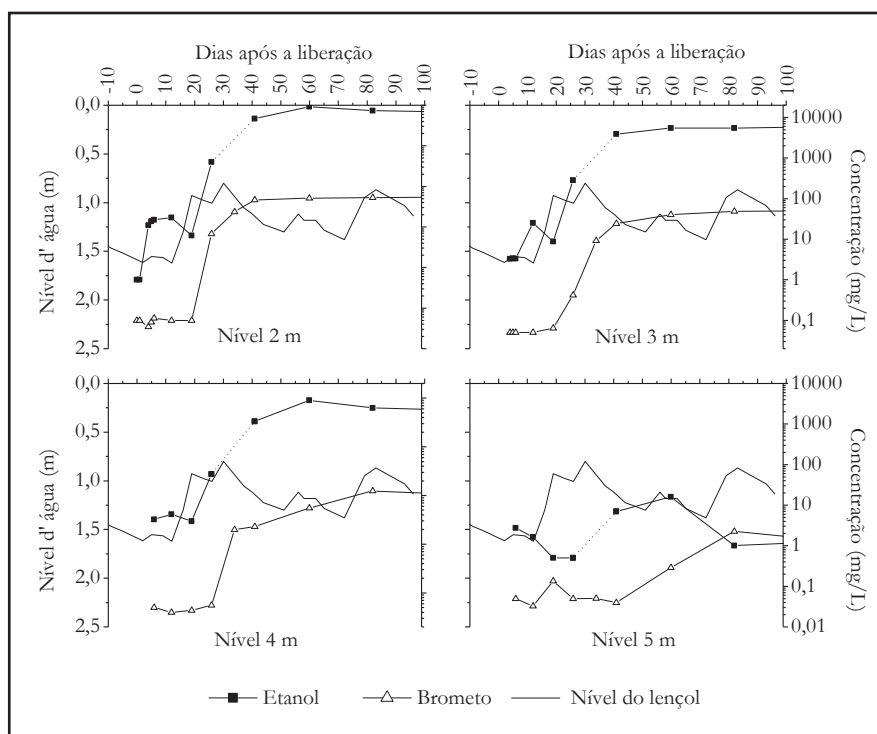 Dias após a liberação
-10 0 10 20 30 40 50 60 70 80 90 100
-10 0 10 20 30 40 50 60 70 80 90 100
0,0
0,5
1,0
1,5
2,0
2,5
Nível d' água (m)
Nível 2 m
10000
1000
100
10
1
0,1
Concentração (mg/L)
Nível 3 m
0,0
0,5
1,0
1,5
2,0
2,5
Nível d' água (m)
Nível 4 m
10000
1000
100
10
1
0,1
0,01
Concentração (mg/L)
Nível 5 m
Etanol Brometo Nível do lençol